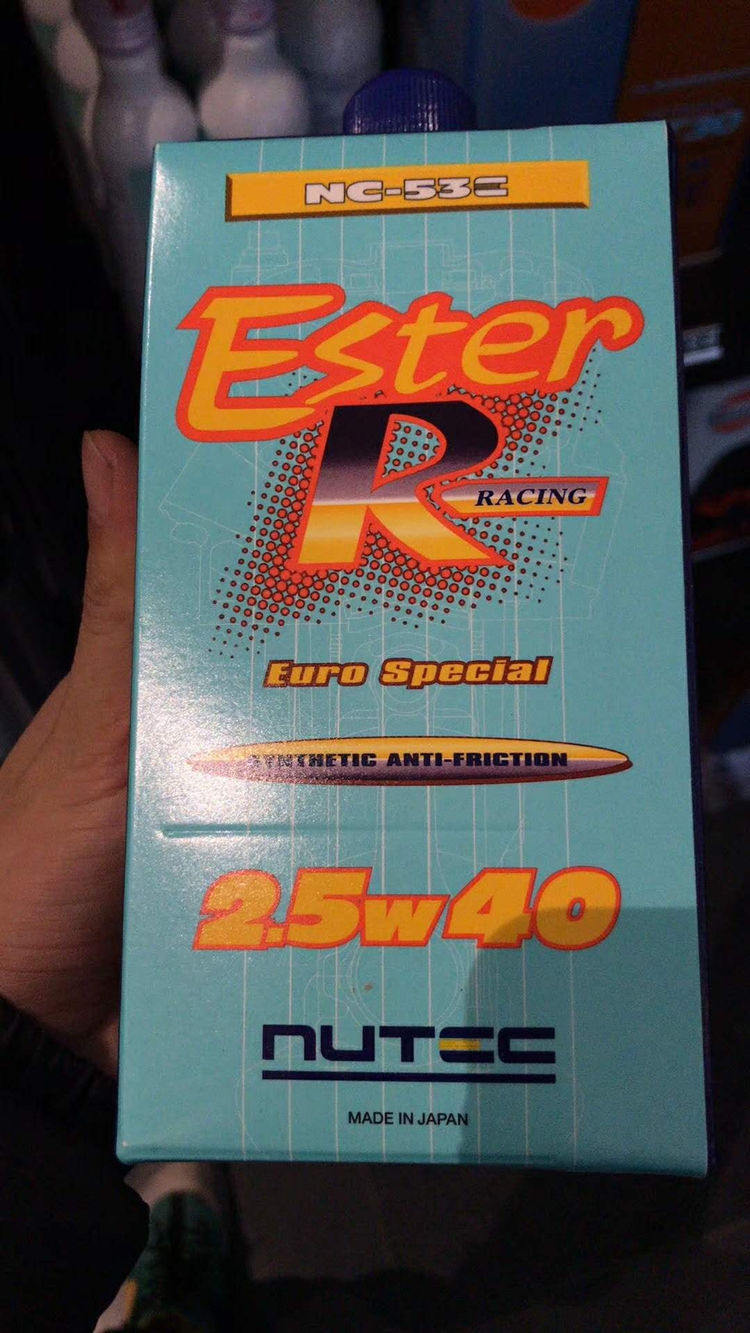 NC-53E
Ester
R
RACING
Euro Special
SYNTHETIC ANTI-FRICTION
2.5w40
NUTEC
MADE IN JAPAN